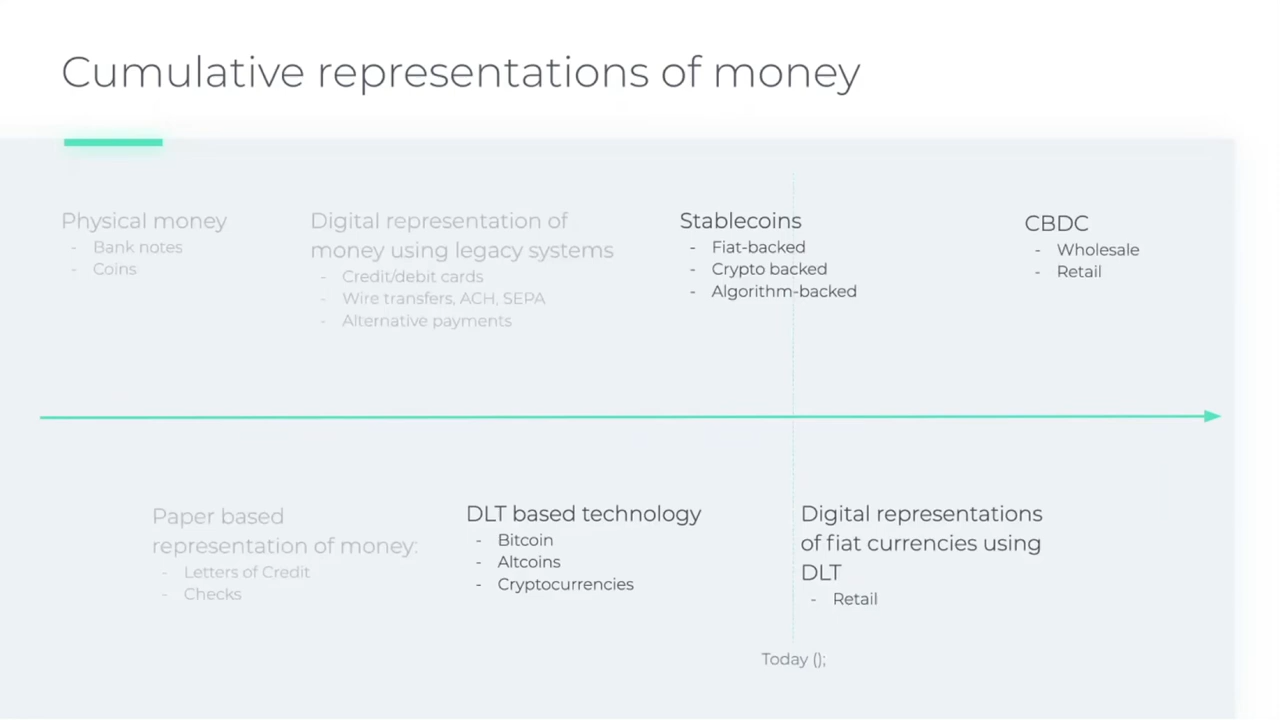 Cumulative representations of money
Physical money
- Bank notes
- Coins
Digital representation of
money using legacy systems
- Credit/debit cards
- Wire transfers, ACH, SEPA
- Alternative payments
Stablecoins
- Fiat-backed
- Crypto backed
- Algorithm-backed
CBDC
- Wholesale
- Retail
Paper based
representation of money:
- Letters of Credit
- Checks
DLT based technology
- Bitcoin
- Altcoins
- Cryptocurrencies
Digital representations
of fiat currencies using
DLT
- Retail
Today ();